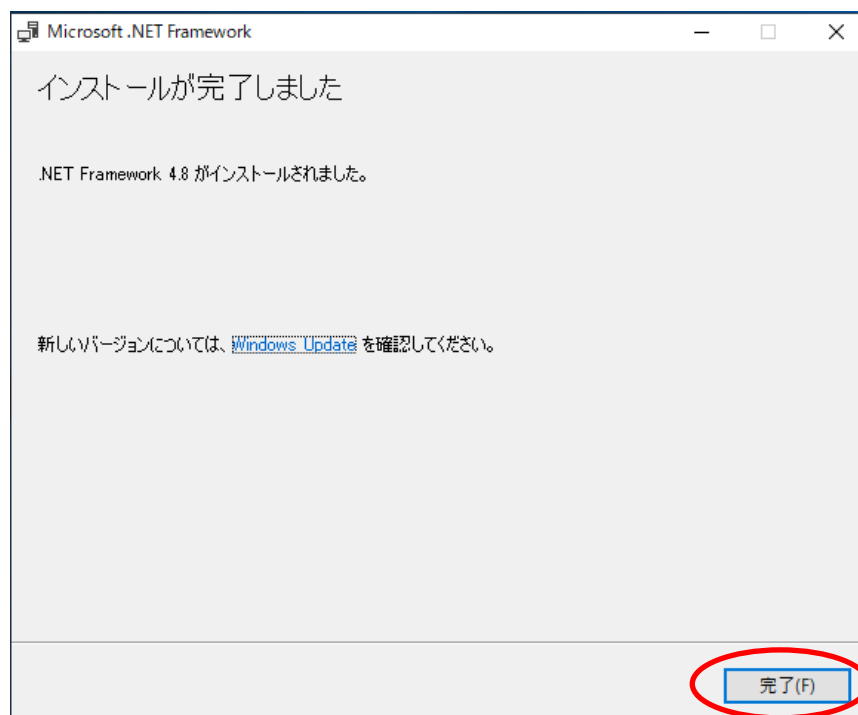 Microsoft .NET Framework
インストールが完了しました
.NET Framework 4.8 がインストールされました。
新しいバージョンについては、Windows Update を確認してください。
完了(F)